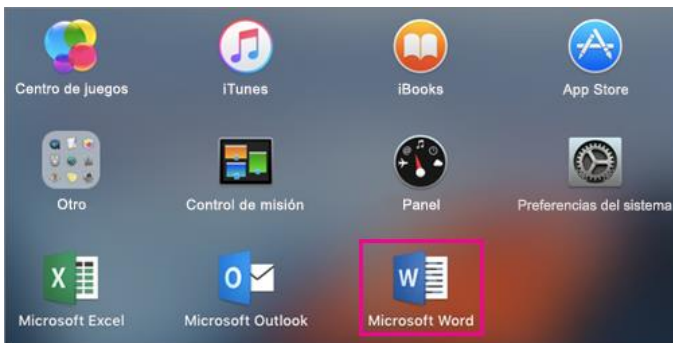 Centro de juegos
iTunes
iBooks
App Store
Otro
Control de misión
Panel
Preferencias del sistema
X
O
W
Microsoft Excel
Microsoft Outlook
Microsoft Word